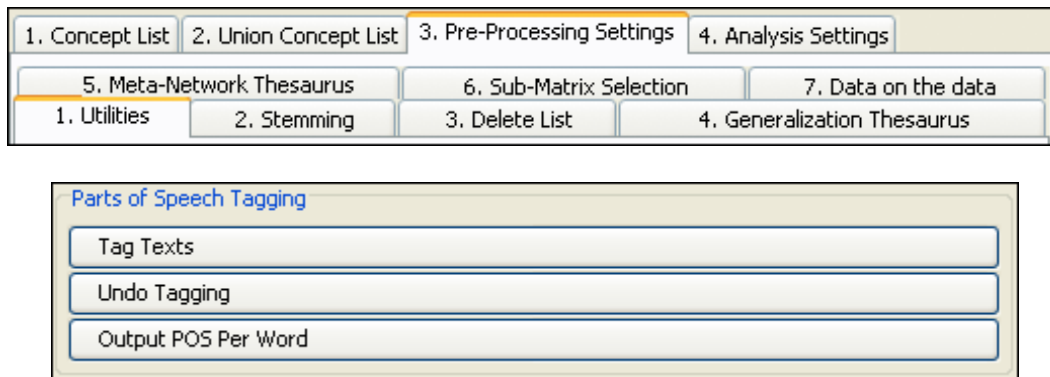 1. Concept List 2. Union Concept List 3. Pre-Processing Settings 4. Analysis Settings
5. Meta-Network Thesaurus 6. Sub-Matrix Selection 7. Data on the data
1. Utilities 2. Stemming 3. Delete List 4. Generalization Thesaurus
Parts of Speech Tagging
Tag Texts
Undo Tagging
Output POS Per Word